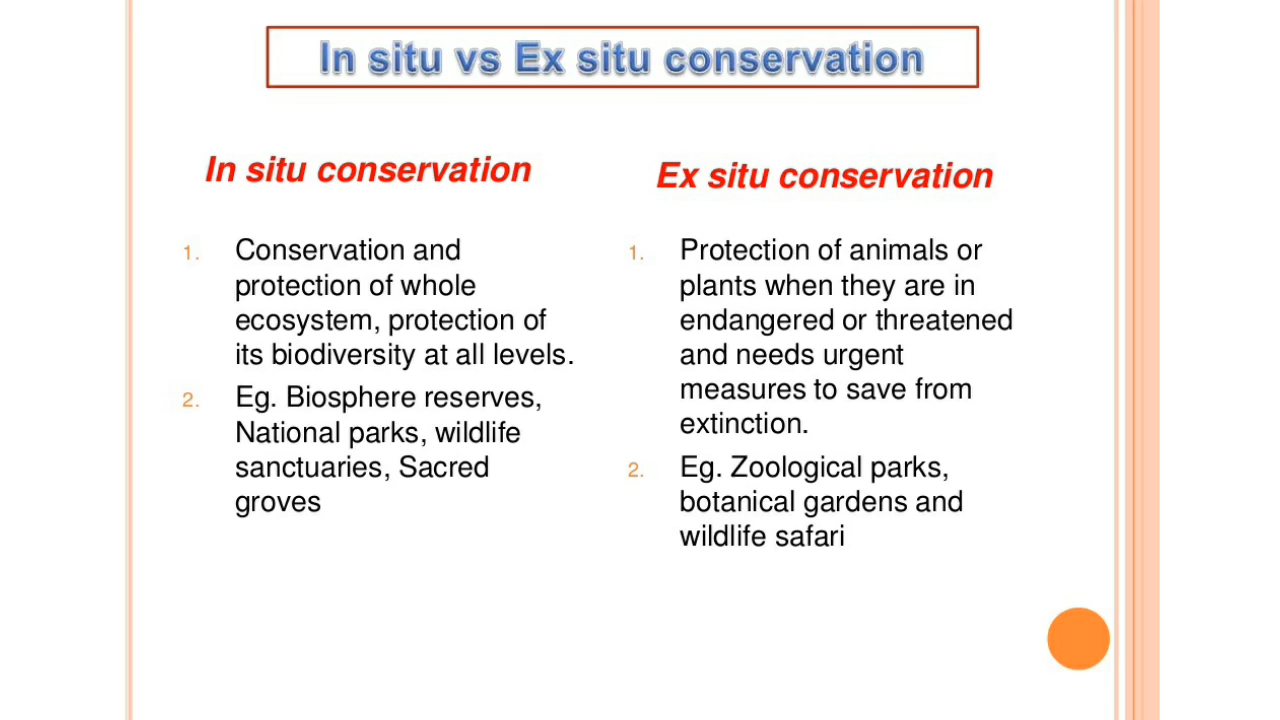 In situ vs Ex situ conservation
In situ conservation
1. Conservation and
protection of whole
ecosystem, protection of
its biodiversity at all levels.
2. Eg. Biosphere reserves,
National parks, wildlife
sanctuaries, Sacred
groves
Ex situ conservation
1. Protection of animals or
plants when they are in
endangered or threatened
and needs urgent
measures to save from
extinction.
2. Eg. Zoological parks,
botanical gardens and
wildlife safari